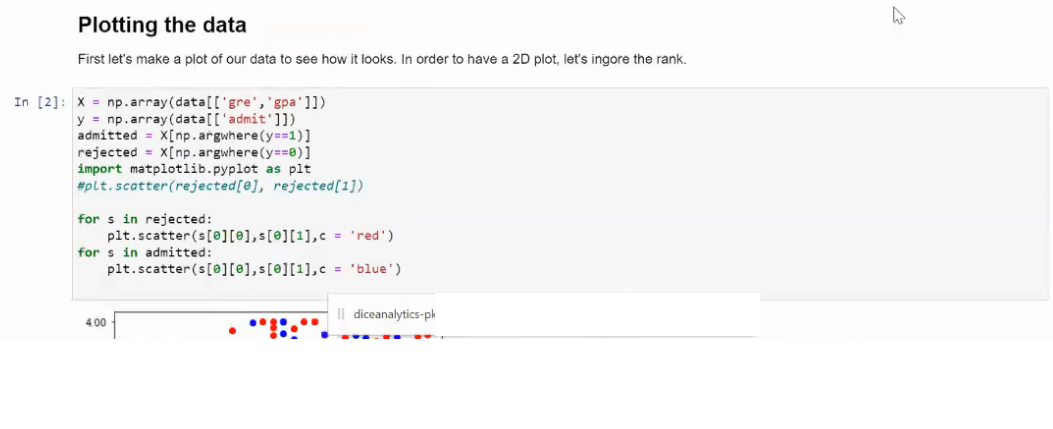 Plotting the data
First let's make a plot of our data to see how it looks. In order to have a 2D plot, let's ingore the rank.
In [2]:
X = np.array(data[['gre','gpa']])
y = np.array(data[['admit']])
admitted = X[np.argwhere(y==1)]
rejected = X[np.argwhere(y==0)]
import matplotlib.pyplot as plt
#plt.scatter(rejected[0], rejected[1])
for s in rejected:
    plt.scatter(s[0][0],s[0][1],c = 'red')
for s in admitted:
    plt.scatter(s[0][0],s[0][1],c = 'blue')
diceanalytics-pk
4.00